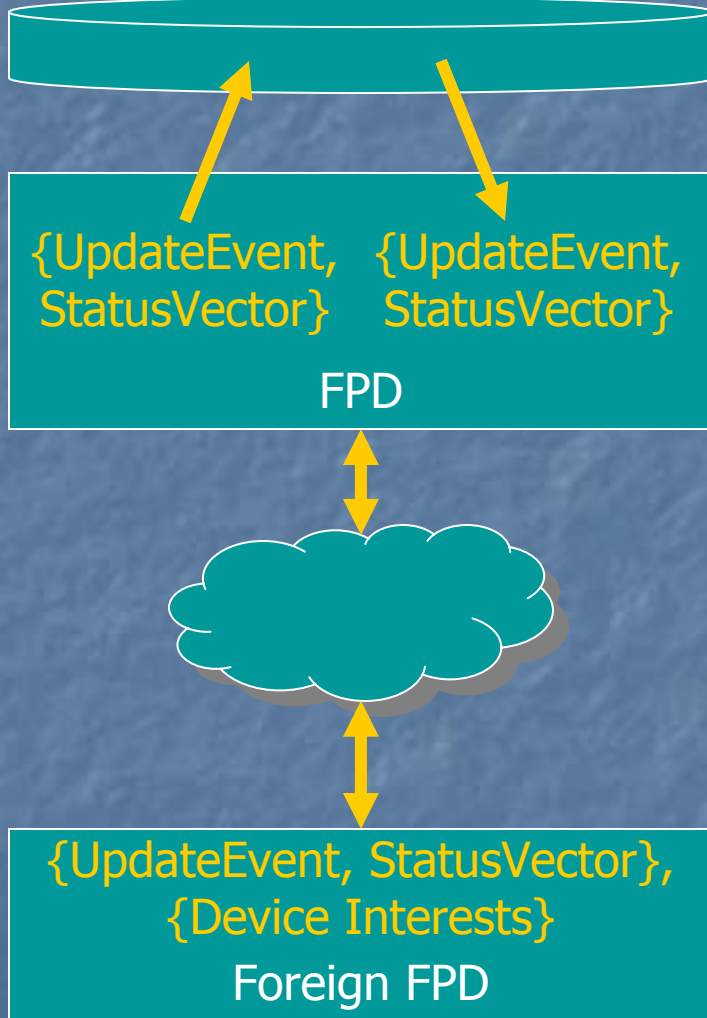 {UpdateEvent, {UpdateEvent,
StatusVector} StatusVector}
FPD
{UpdateEvent, StatusVector},
{Device Interests}
Foreign FPD